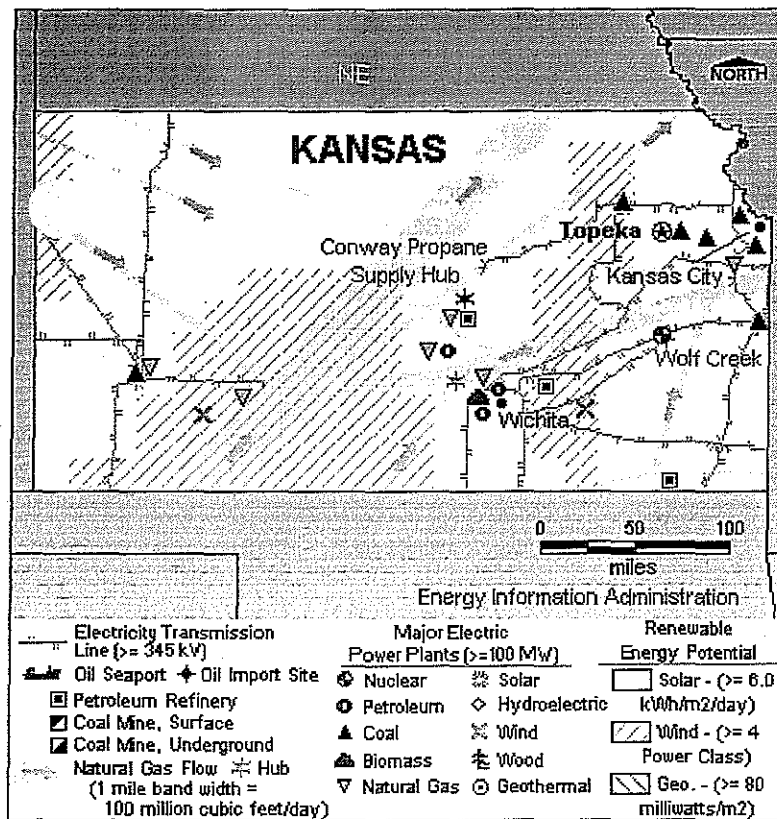 NE
NORTH
KANSAS
Topeka
Conway Propane
Supply Hub
Kansas City
Wolf Creek
Wichita
0 50 100
miles
Energy Information Administration
Electricity Transmission
Line (>= 345 kV)
Oil Seaport Oil Import Site
Petroleum Refinery
Coal Mine, Surface
Coal Mine, Underground
Natural Gas Flow Hub
(1 mile band width =
100 million cubic feet/day)
Major Electric
Power Plants (>=100 MW)
Nuclear Solar
Petroleum Hydroelectric
Coal Wind
Biomass Wood
Natural Gas Geothermal
Renewable
Energy Potential
Solar - (>= 6.0
kWh/m2/day)
Wind - (>= 4
Power Class)
Geo. - (>= 80
milliwatts/m2)